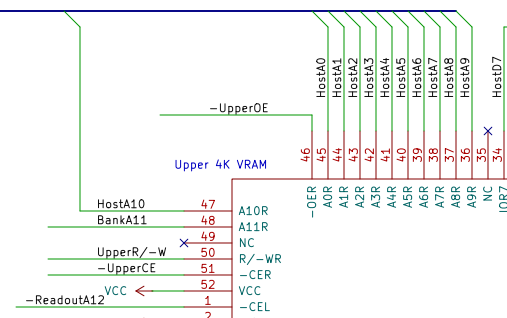 HostA0
HostA1
HostA2
HostA3
HostA4
HostA5
HostA6
HostA7
HostA8
HostA9
HostD7
-UpperOE
46
45
44
43
42
41
40
39
38
37
36
35
34
Upper 4K VRAM
-OER
A0R
A1R
A2R
A3R
A4R
A5R
A6R
A7R
A8R
A9R
NC
IOR7
HostA10 47 A10R
BankA11 48 A11R
49 NC
UpperR/-W 50 R/-WR
-UpperCE 51 -CER
VCC 52 VCC
-ReadoutA12 1 -CEL
2